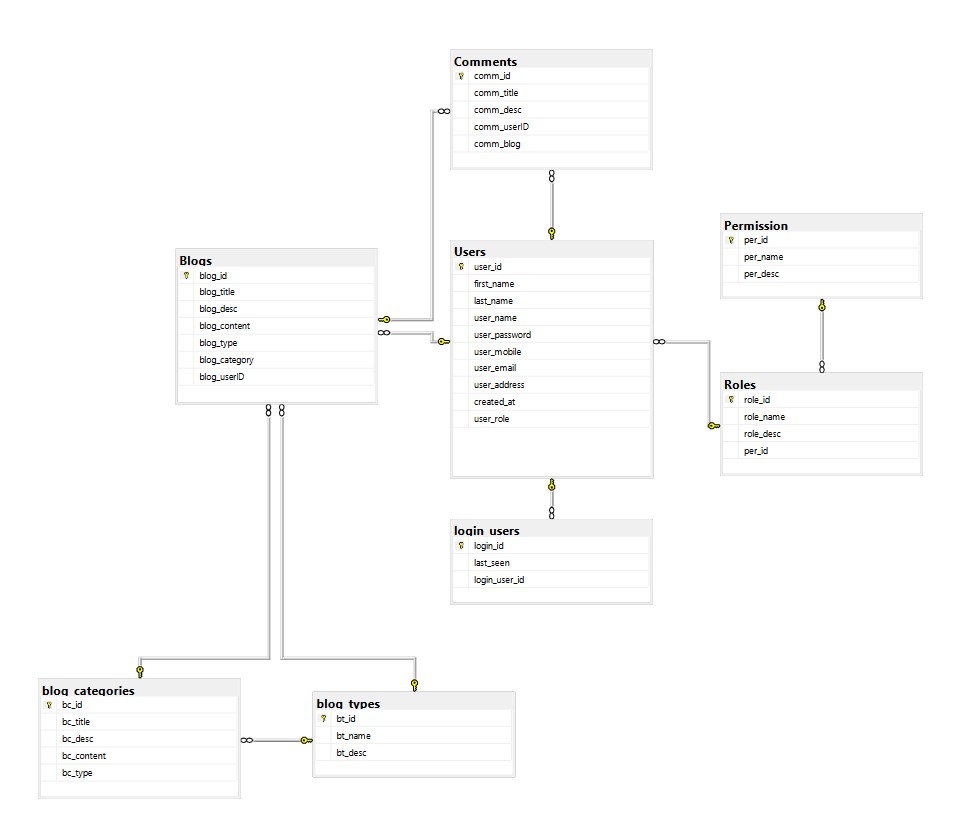 Comments
comm_id
comm_title
comm_desc
comm_userID
comm_blog
Permission
per_id
per_name
per_desc
Blogs
blog_id
blog_title
blog_desc
blog_content
blog_type
blog_category
blog_userID
Users
user_id
first_name
last_name
user_name
user_password
user_mobile
user_email
user_address
created_at
user_role
Roles
role_id
role_name
role_desc
per_id
login_users
login_id
last_seen
login_user_id
blog_categories
bc_id
bc_title
bc_desc
bc_content
bc_type
blog_types
bt_id
bt_name
bt_desc